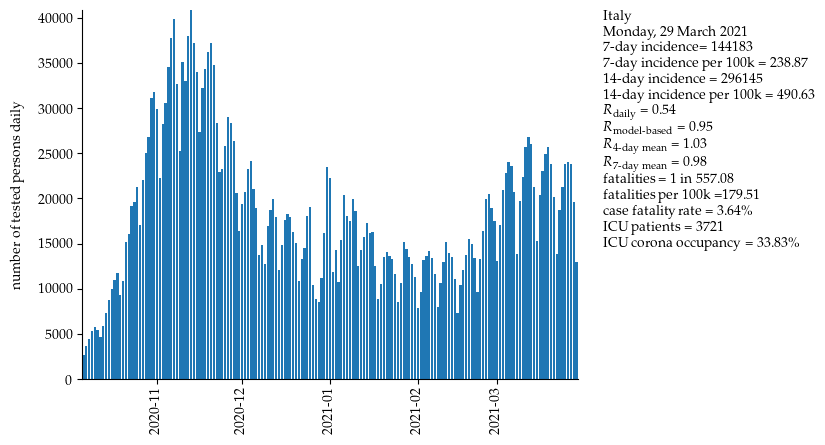 40000
35000
30000
25000
20000
15000
10000
5000
0
number of tested persons daily
2020-11
2020-12
2021-01
2021-02
2021-03
Italy
Monday, 29 March 2021
7-day incidence= 144183
7-day incidence per 100k = 238.87
14-day incidence = 296145
14-day incidence per 100k = 490.63
R daily = 0.54
R model-based = 0.95
R 4-day mean = 1.03
R 7-day mean = 0.98
fatalities = 1 in 557.08
fatalities per 100k =179.51
case fatality rate = 3.64%
ICU patients = 3721
ICU corona occupancy = 33.83%